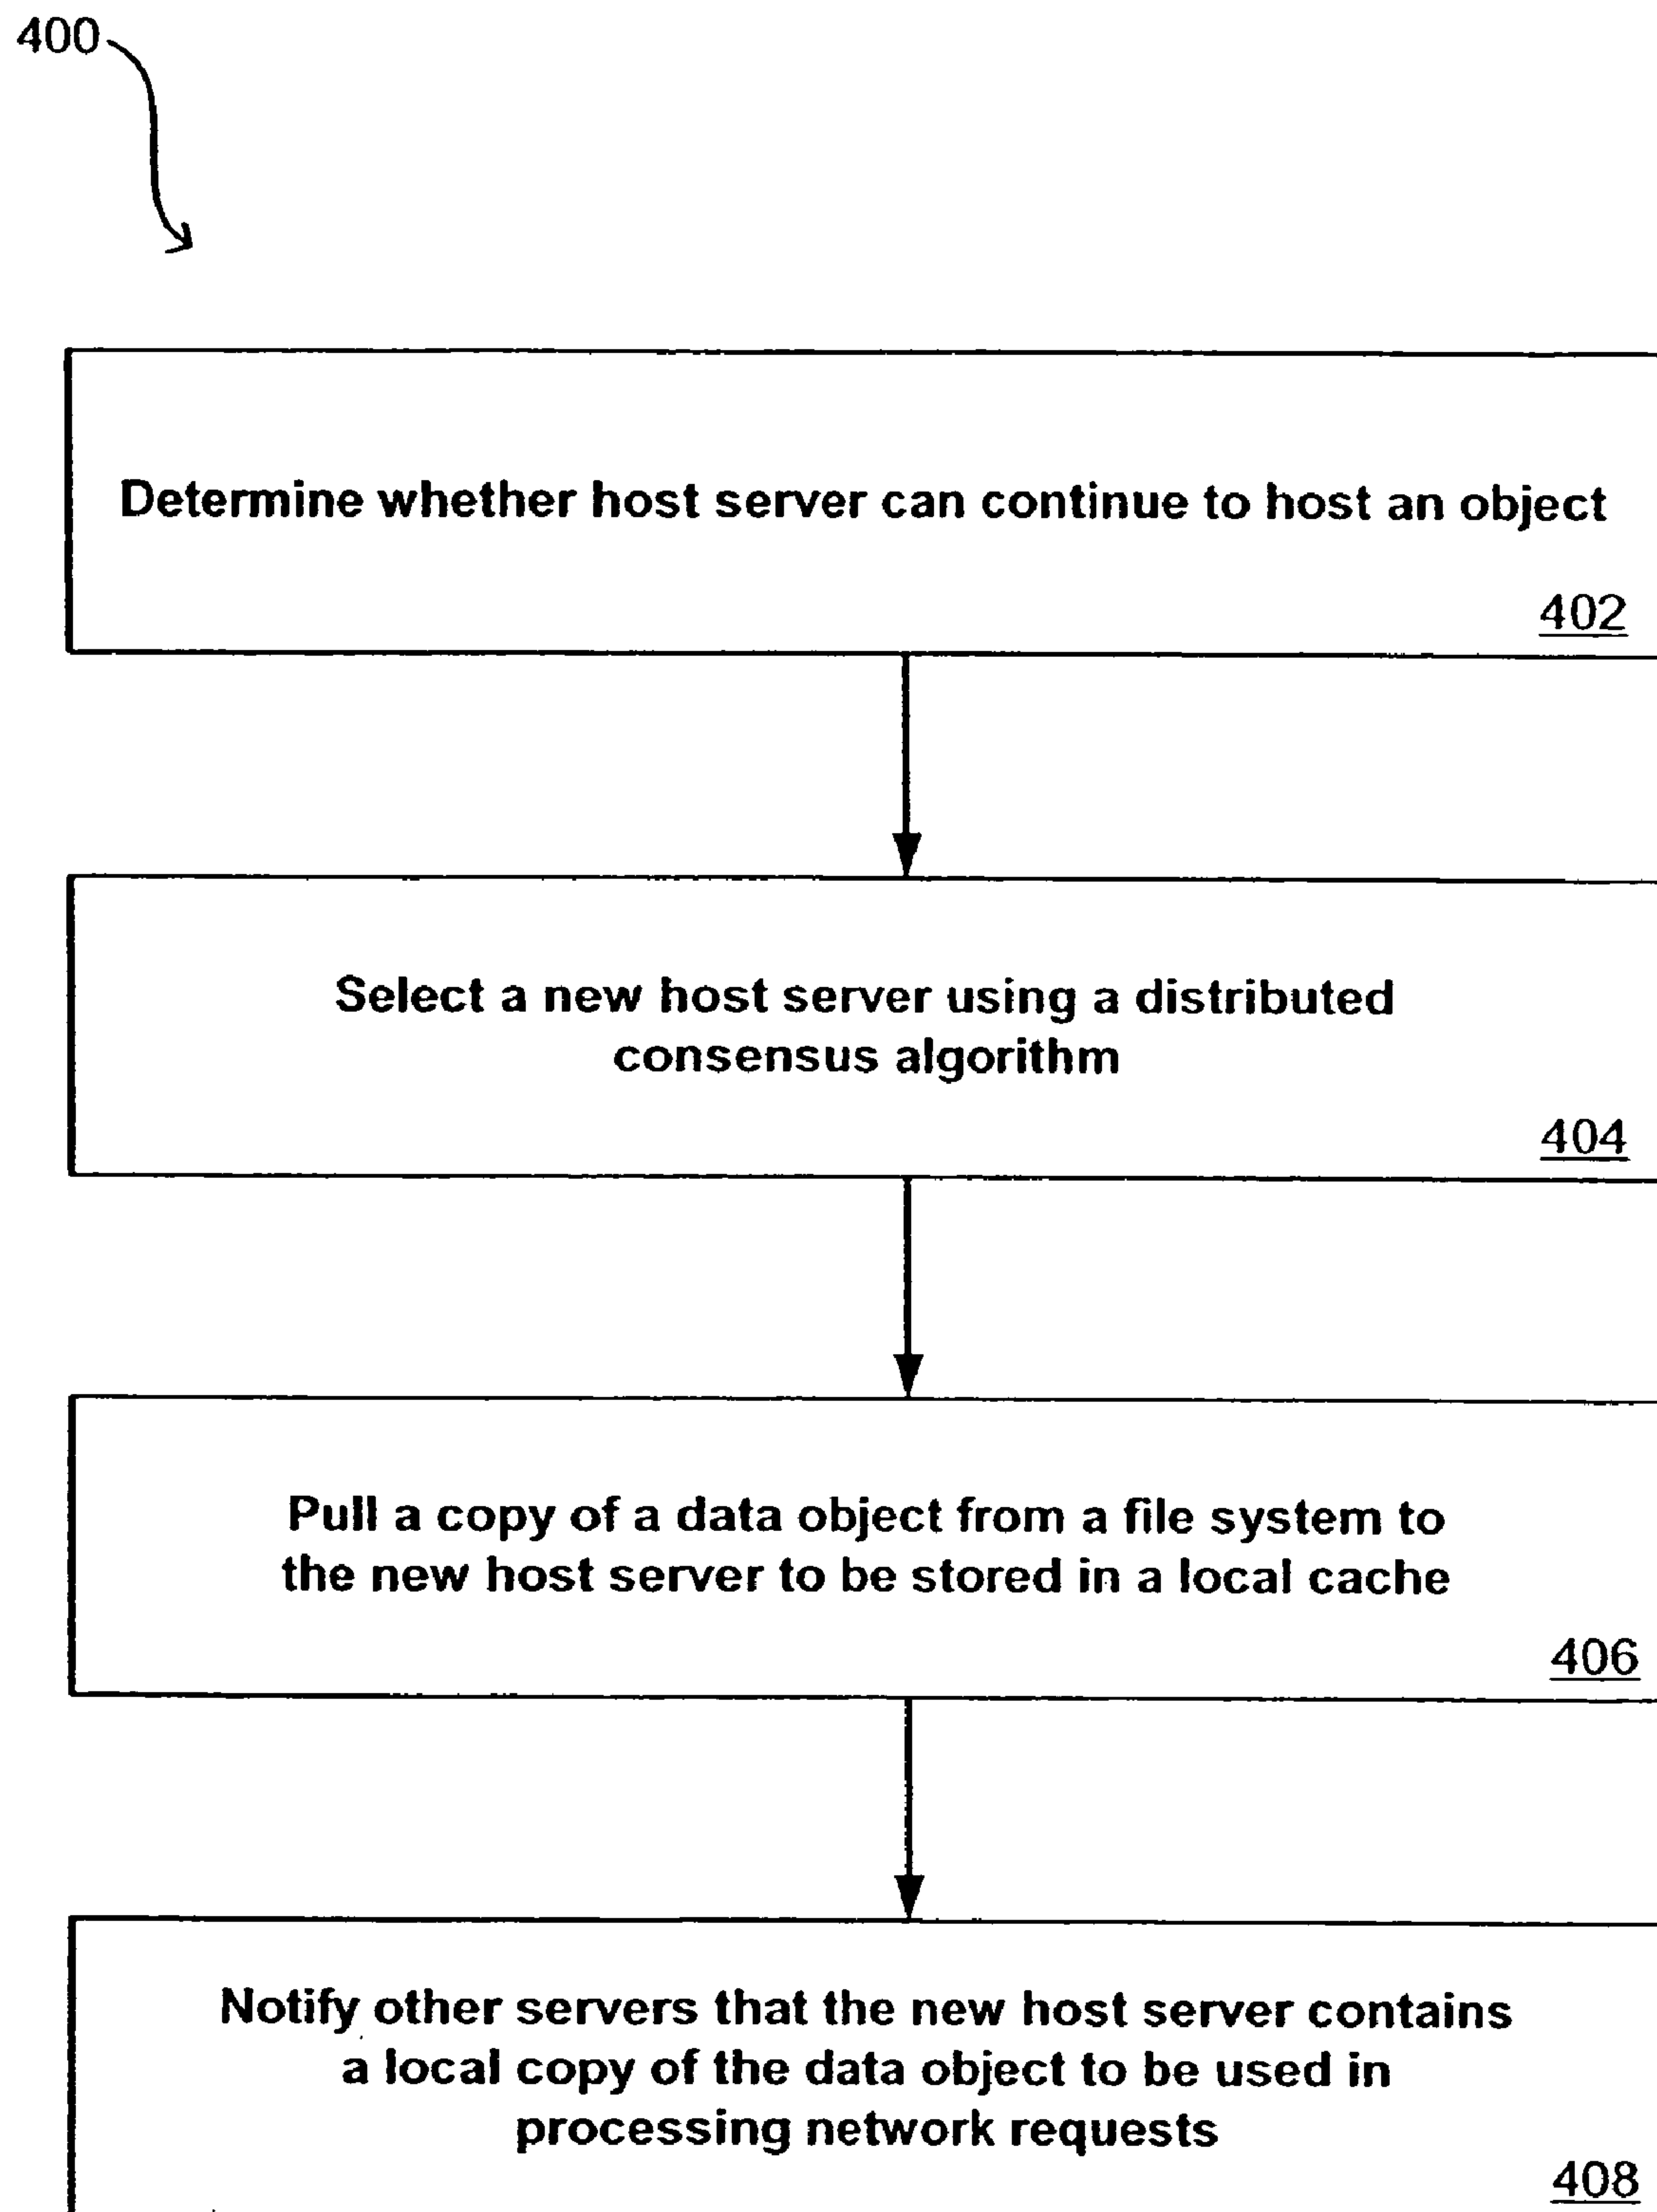 400
Determine whether host server can continue to host an object
402
Select a new host server using a distributed
consensus algorithm
404
Pull a copy of a data object from a file system to
the new host server to be stored in a local cache
406
Notify other servers that the new host server contains
a local copy of the data object to be used in
processing network requests
408